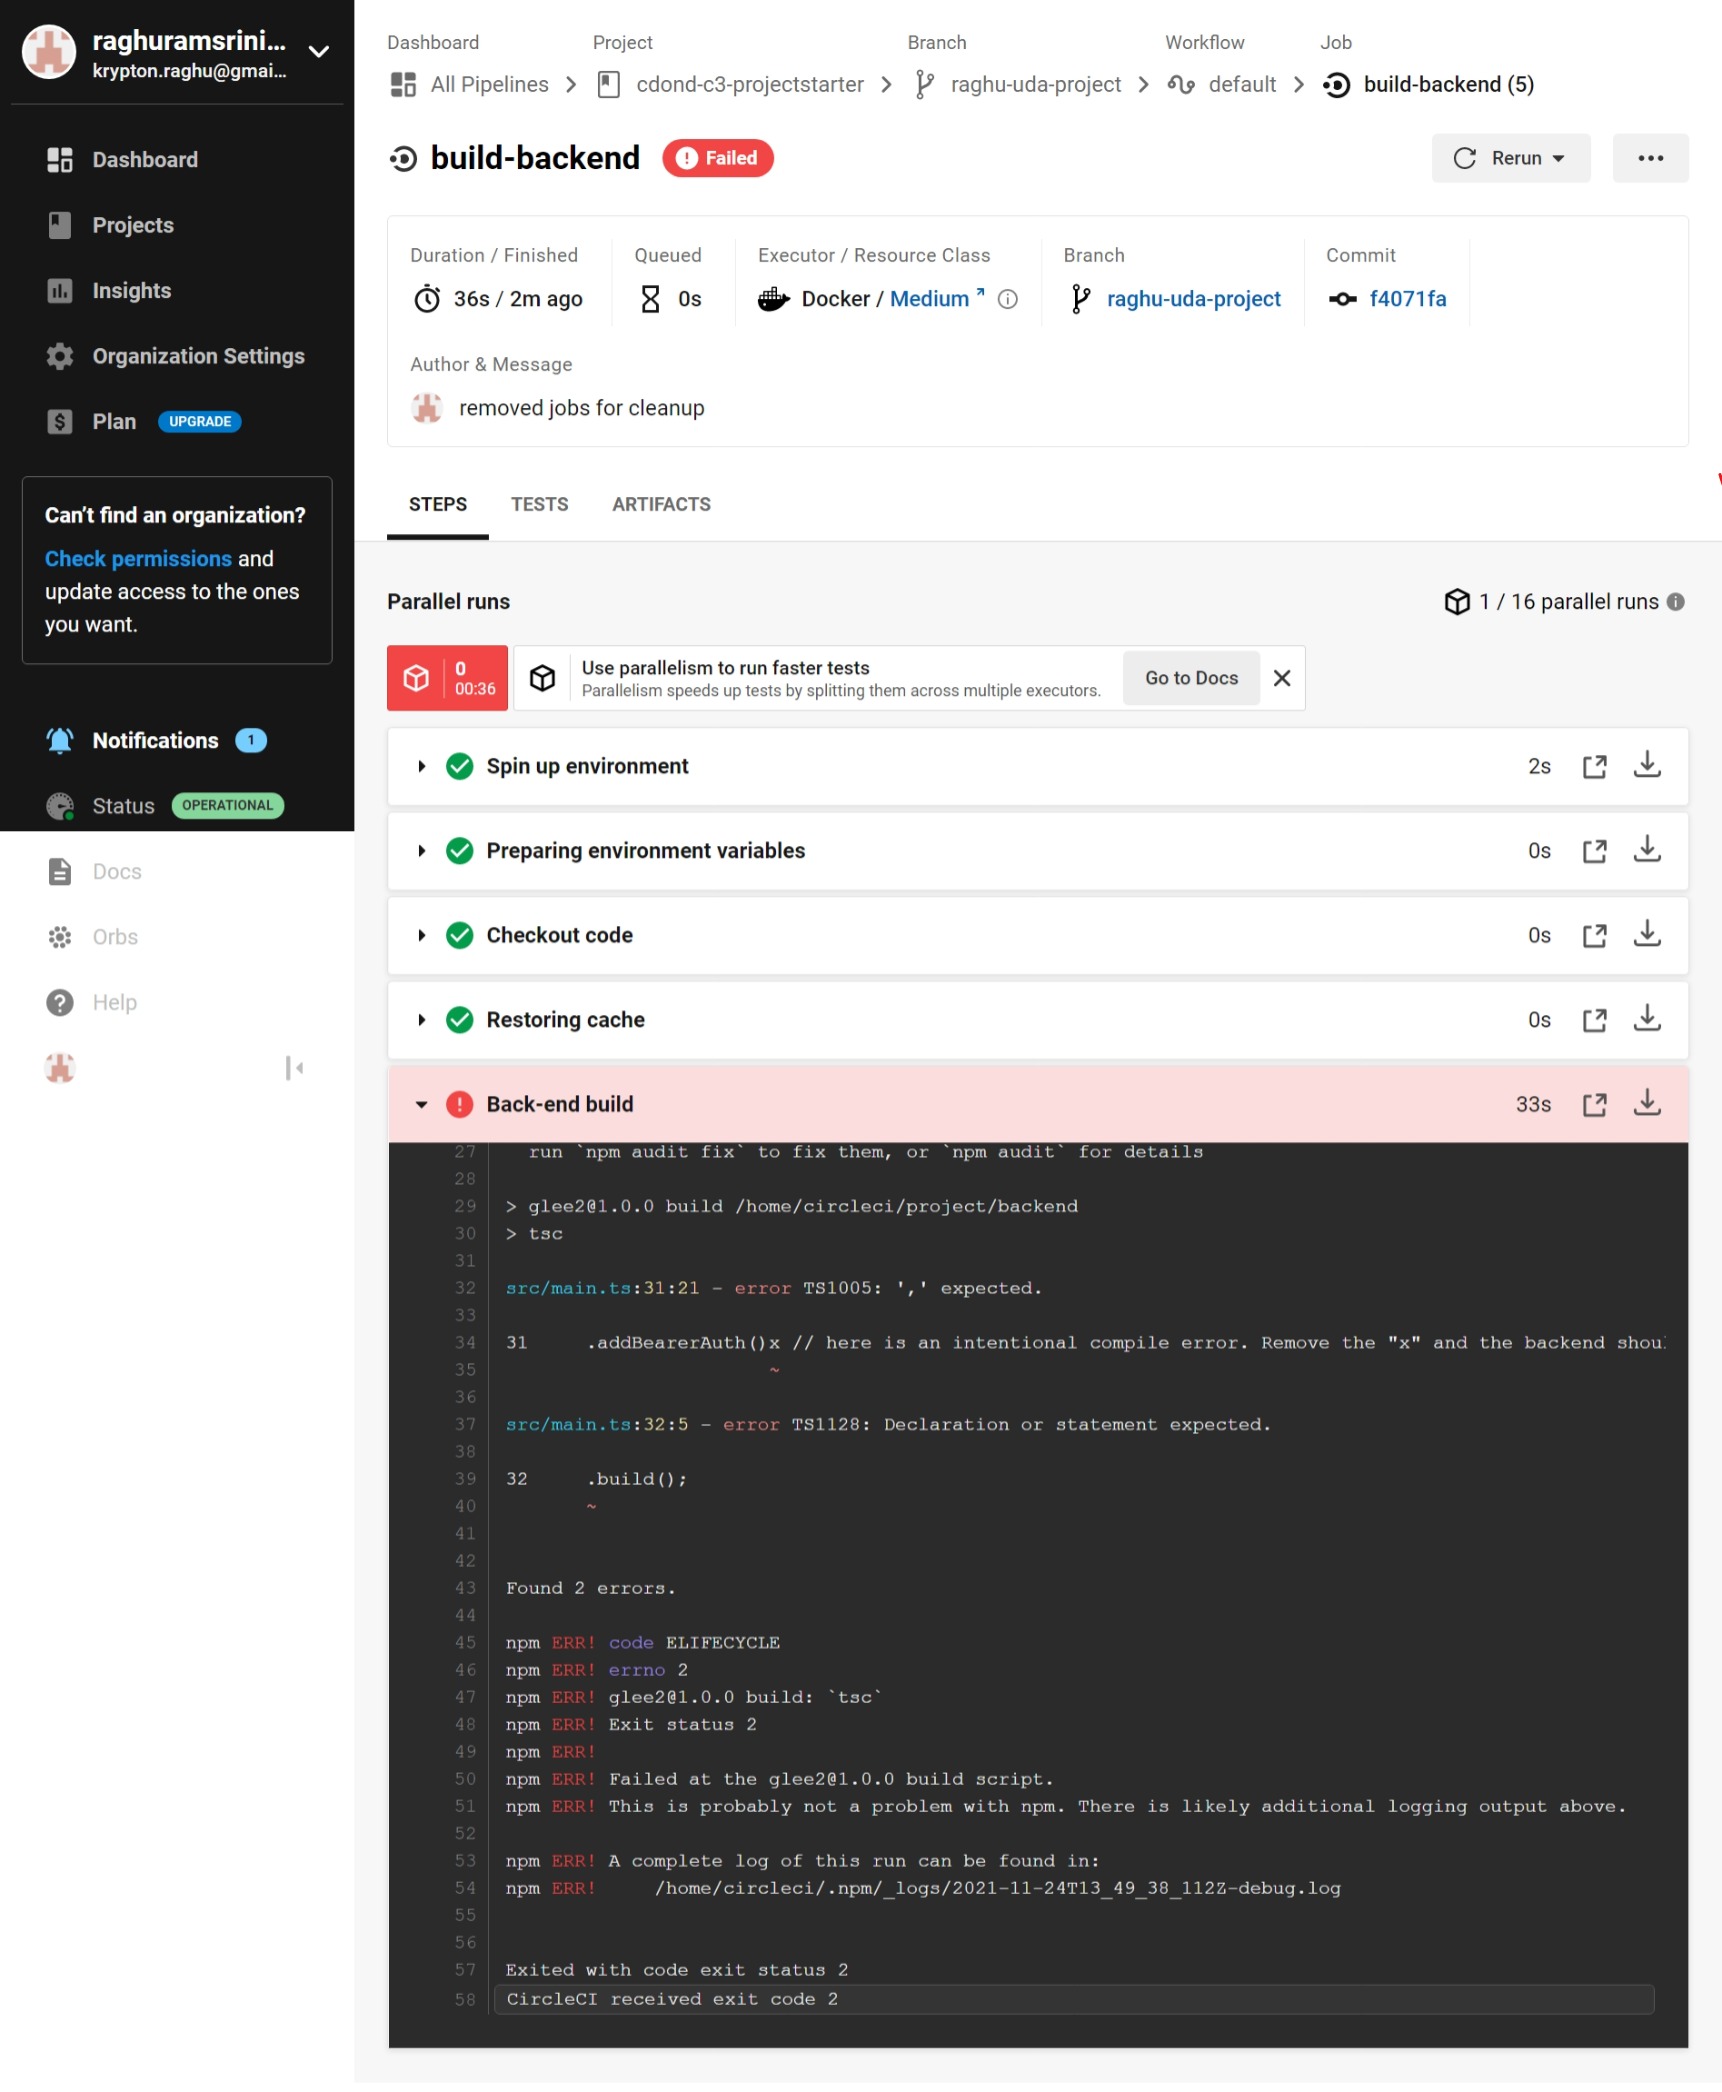 raghuramsrini...
krypton.raghu@gmai...
Dashboard
Projects
Insights
Organization Settings
Plan UPGRADE
Can't find an organization?
Check permissions and
update access to the ones
you want.
Notifications 1
Status OPERATIONAL
Docs
Orbs
Help
Dashboard Project Branch Workflow Job
All Pipelines cdond-c3-projectstarter raghu-uda-project default build-backend (5)
build-backend Failed Rerun
Duration / Finished Queued Executor / Resource Class Branch Commit
36s / 2m ago 0s Docker / Medium raghu-uda-project f4071fa
Author & Message
removed jobs for cleanup
STEPS TESTS ARTIFACTS
Parallel runs 1 / 16 parallel runs
0
00:36
Use parallelism to run faster tests
Parallelism speeds up tests by splitting them across multiple executors.
Go to Docs
Spin up environment 2s
Preparing environment variables 0s
Checkout code 0s
Restoring cache 0s
Back-end build 33s
27 run `npm audit fix` to fix them, or `npm audit` for details
28
29 > glee2@1.0.0 build /home/circleci/project/backend
30 > tsc
31
32 src/main.ts:31:21 - error TS1005: ',' expected.
33
34 31 .addBearerAuth()x // here is an intentional compile error. Remove the "x" and the backend shoul
35 ~
36
37 src/main.ts:32:5 - error TS1128: Declaration or statement expected.
38
39 32 .build();
40 ~
41
42
43 Found 2 errors.
44
45 npm ERR! code ELIFECYCLE
46 npm ERR! errno 2
47 npm ERR! glee2@1.0.0 build: `tsc`
48 npm ERR! Exit status 2
49 npm ERR!
50 npm ERR! Failed at the glee2@1.0.0 build script.
51 npm ERR! This is probably not a problem with npm. There is likely additional logging output above.
52
53 npm ERR! A complete log of this run can be found in:
54 npm ERR! /home/circleci/.npm/_logs/2021-11-24T13_49_38_112Z-debug.log
55
56
57 Exited with code exit status 2
58 CircleCI received exit code 2